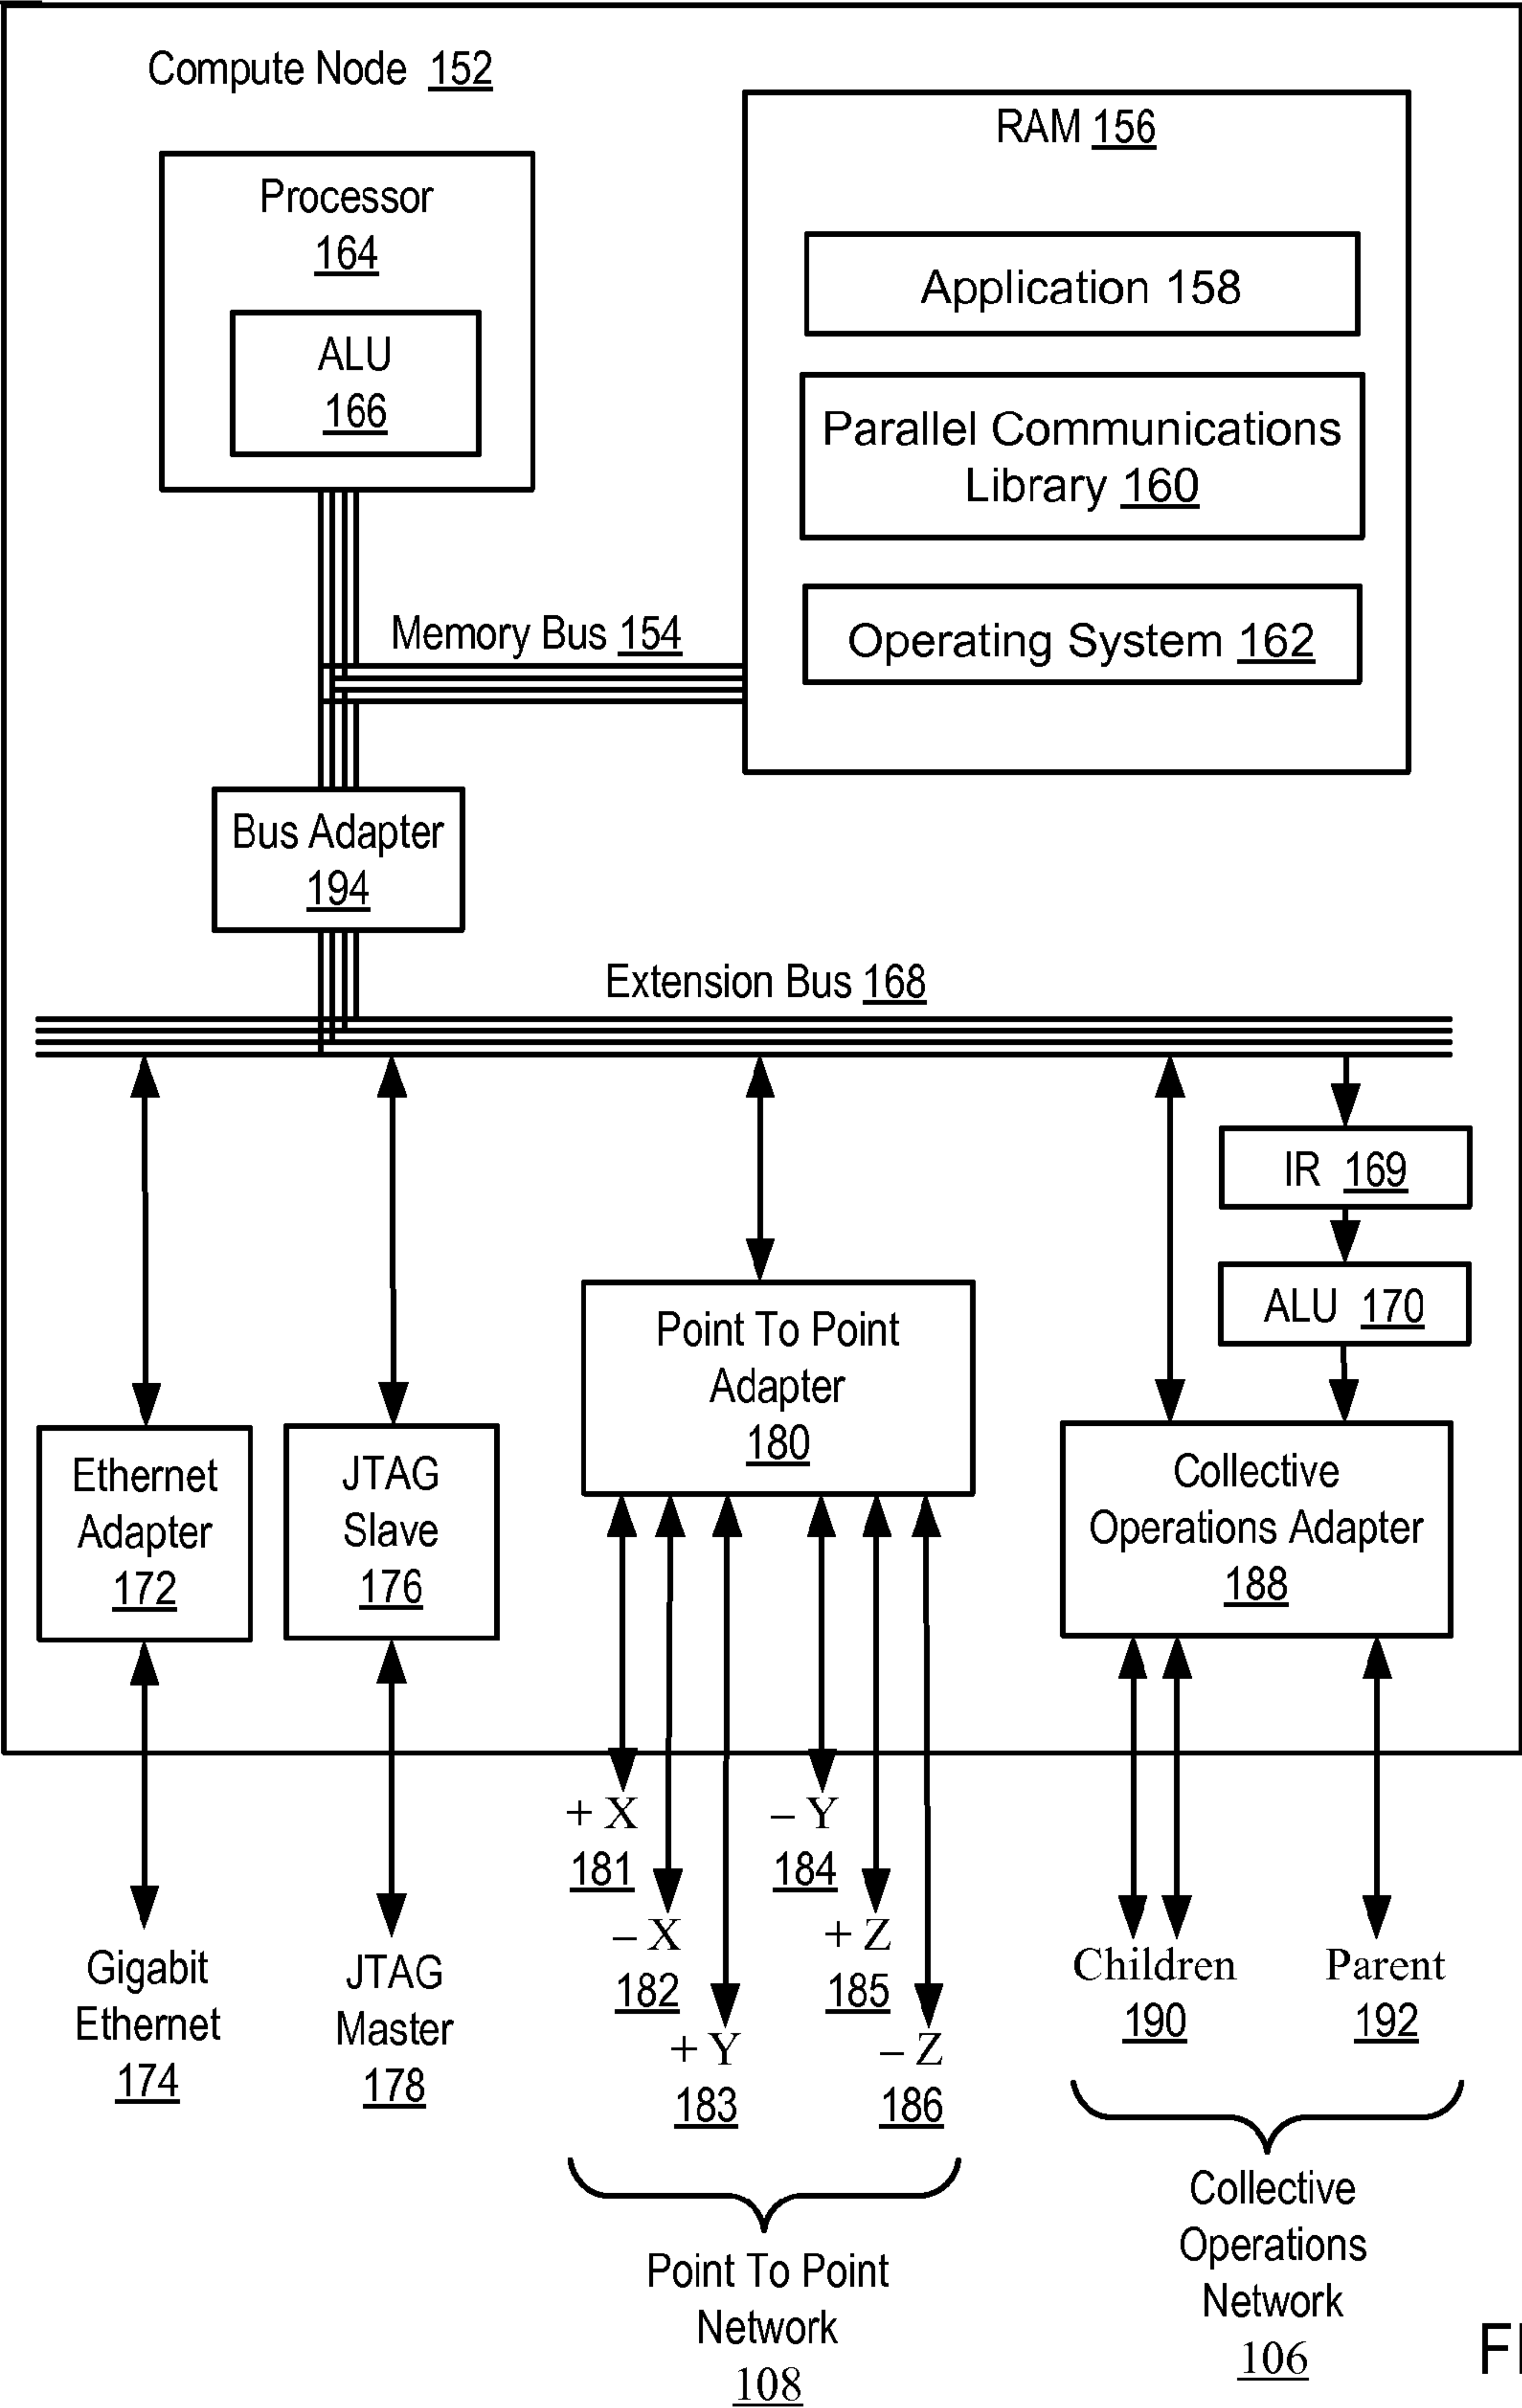 Compute Node 152
RAM 156
Processor
164
ALU
166
Application 158
Parallel Communications
Library 160
Operating System 162
Memory Bus 154
Bus Adapter
194
Extension Bus 168
IR 169
ALU 170
Point To Point
Adapter
180
Ethernet
Adapter
172
JTAG
Slave
176
Collective
Operations Adapter
188
+ X
181
– X
182
+ Y
183
– Y
184
+ Z
185
– Z
186
Gigabit
Ethernet
174
JTAG
Master
178
Children
190
Parent
192
Point To Point
Network
108
Collective
Operations
Network
106